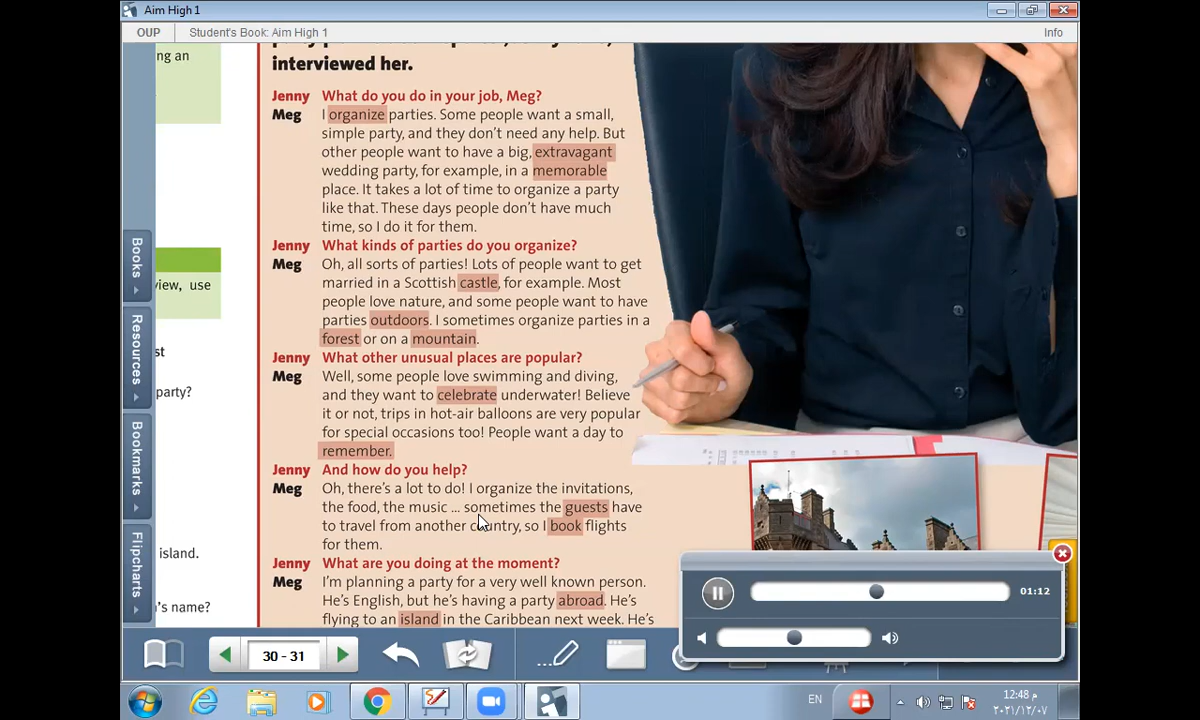 Aim High 1
OUP
Student's Book: Aim High 1
Info
ng an
interviewed her.
Jenny What do you do in your job, Meg?
Meg I organize parties. Some people want a small,
simple party, and they don't need any help. But
other people want to have a big, extravagant
wedding party, for example, in a memorable
place. It takes a lot of time to organize a party
like that. These days people don't have much
time, so I do it for them.
Jenny What kinds of parties do you organize?
Meg Oh, all sorts of parties! Lots of people want to get
married in a Scottish castle, for example. Most
people love nature, and some people want to have
parties outdoors. I sometimes organize parties in a
forest or on a mountain.
Jenny What other unusual places are popular?
Meg Well, some people love swimming and diving,
and they want to celebrate underwater! Believe
it or not, trips in hot-air balloons are very popular
for special occasions too! People want a day to
remember.
Jenny And how do you help?
Meg Oh, there's a lot to do! I organize the invitations,
the food, the music ... sometimes the guests have
to travel from another country, so I book flights
for them.
Jenny What are you doing at the moment?
Meg I'm planning a party for a very well known person.
He's English, but he's having a party abroad. He's
flying to an island in the Caribbean next week. He's
view, use
st
party?
island.
's name?
Books
Resources
Bookmarks
Flipcharts
01:12
30 - 31
EN
12:48 م
٢٠٢١/١٢/٠٧